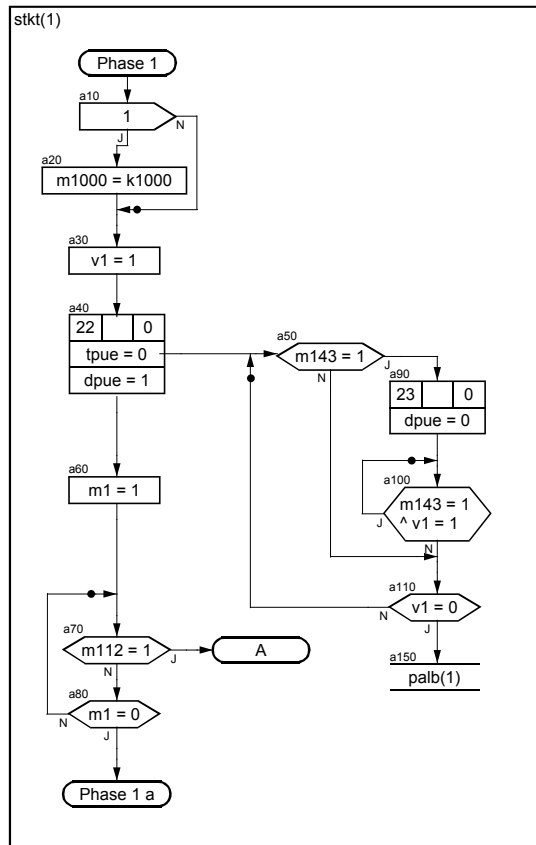 stkt(1)
Phase 1
a10
1
N
J
a20
m1000 = k1000
a30
v1 = 1
a40
22 0
tpue = 0
dpue = 1
a50
m143 = 1
J
N
a90
23 0
dpue = 0
a60
m1 = 1
a100
m143 = 1
^ v1 = 1
J
N
a110
v1 = 0
N
J
a70
m112 = 1
J
N
A
a150
palb(1)
a80
m1 = 0
N
J
Phase 1 a